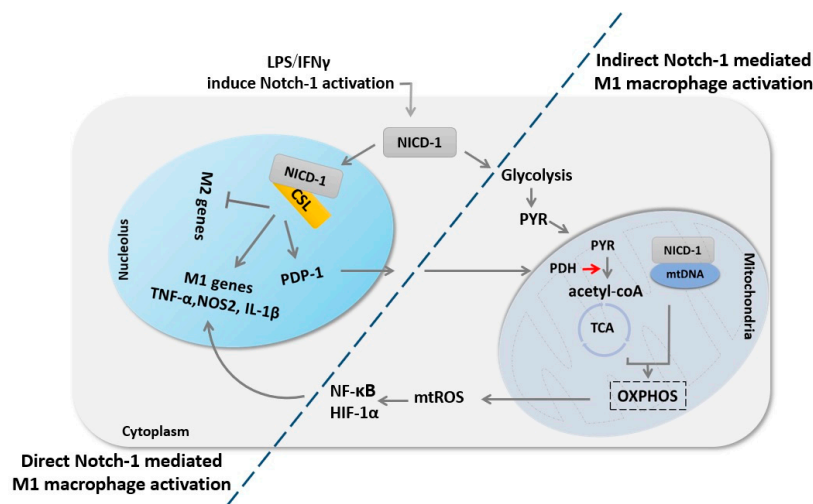 LPS/IFNγ
induce Notch-1 activation
Indirect Notch-1 mediated
M1 macrophage activation
NICD-1
NICD-1
CSL
M2 genes
Nucleolus
M1 genes
TNF-α,NOS2, IL-1β
PDP-1
Glycolysis
PYR
PYR
PDH
acetyl-coA
TCA
NICD-1
mtDNA
Mitochondria
OXPHOS
mtROS
NF-κB
HIF-1α
Cytoplasm
Direct Notch-1 mediated
M1 macrophage activation